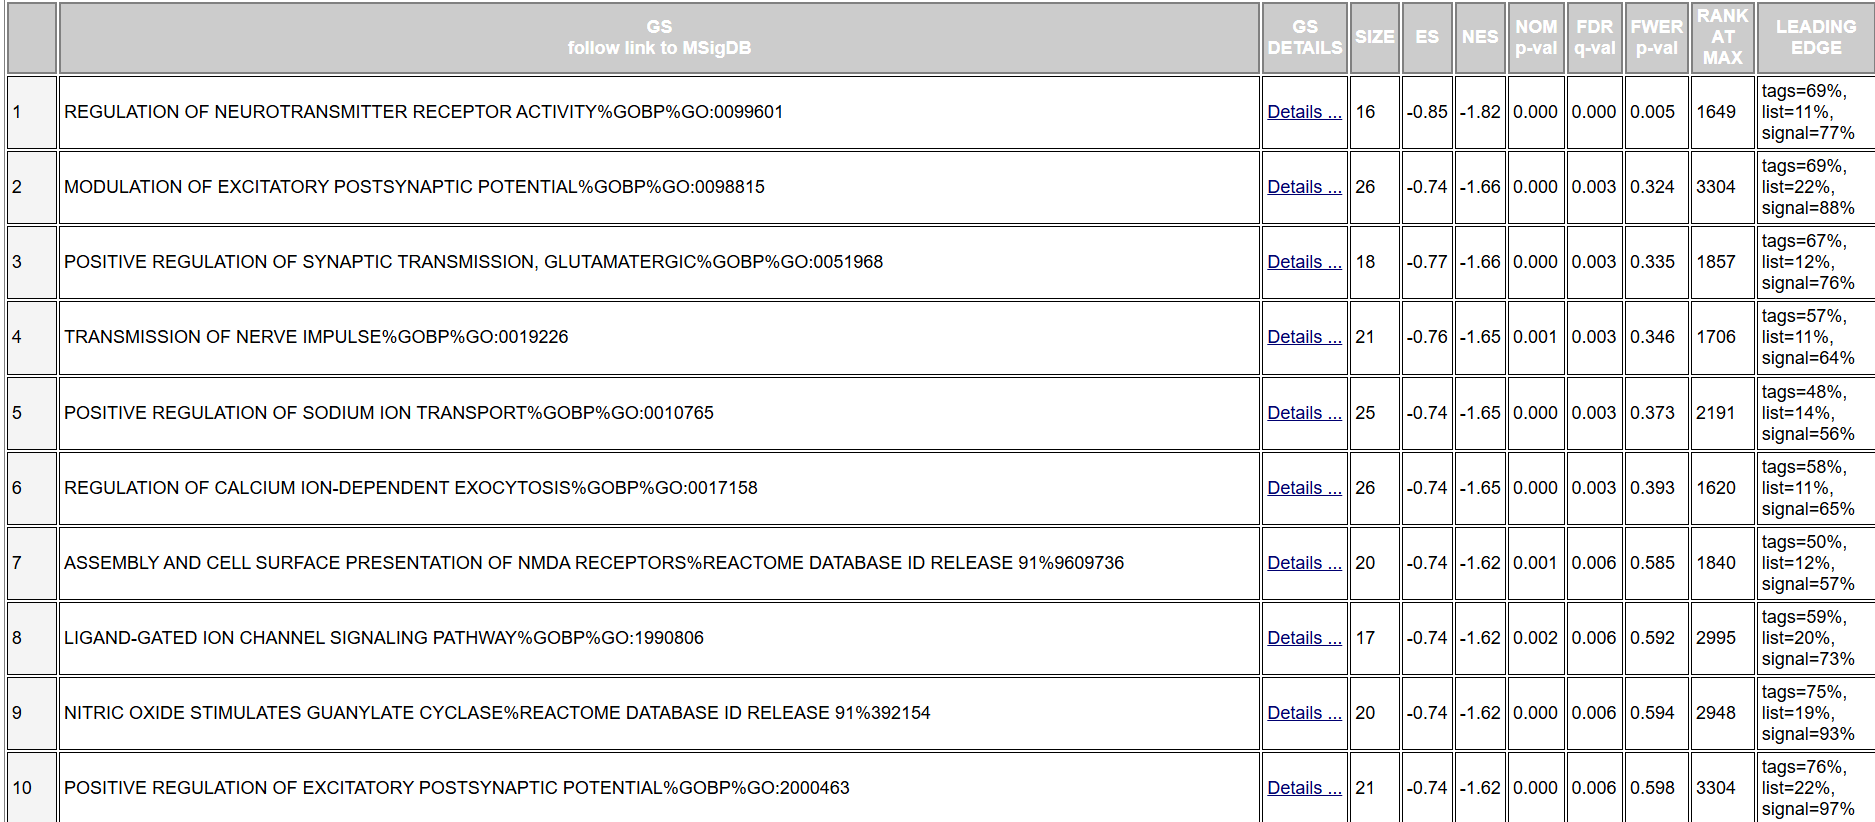 GS
follow link to MSigDB
GS
DETAILS
SIZE
ES
NES
NOM
p-val
FDR
q-val
FWER
p-val
RANK
AT
MAX
LEADING
EDGE
1 REGULATION OF NEUROTRANSMITTER RECEPTOR ACTIVITY%GOBP%GO:0099601 Details ... 16 -0.85 -1.82 0.000 0.000 0.005 1649 tags=69%,
list=11%,
signal=77%
2 MODULATION OF EXCITATORY POSTSYNAPTIC POTENTIAL%GOBP%GO:0098815 Details ... 26 -0.74 -1.66 0.000 0.003 0.324 3304 tags=69%,
list=22%,
signal=88%
3 POSITIVE REGULATION OF SYNAPTIC TRANSMISSION, GLUTAMATERGIC%GOBP%GO:0051968 Details ... 18 -0.77 -1.66 0.000 0.003 0.335 1857 tags=67%,
list=12%,
signal=76%
4 TRANSMISSION OF NERVE IMPULSE%GOBP%GO:0019226 Details ... 21 -0.76 -1.65 0.001 0.003 0.346 1706 tags=57%,
list=11%,
signal=64%
5 POSITIVE REGULATION OF SODIUM ION TRANSPORT%GOBP%GO:0010765 Details ... 25 -0.74 -1.65 0.000 0.003 0.373 2191 tags=48%,
list=14%,
signal=56%
6 REGULATION OF CALCIUM ION-DEPENDENT EXOCYTOSIS%GOBP%GO:0017158 Details ... 26 -0.74 -1.65 0.000 0.003 0.393 1620 tags=58%,
list=11%,
signal=65%
7 ASSEMBLY AND CELL SURFACE PRESENTATION OF NMDA RECEPTORS%REACTOME DATABASE ID RELEASE 91%9609736 Details ... 20 -0.74 -1.62 0.001 0.006 0.585 1840 tags=50%,
list=12%,
signal=57%
8 LIGAND-GATED ION CHANNEL SIGNALING PATHWAY%GOBP%GO:1990806 Details ... 17 -0.74 -1.62 0.002 0.006 0.592 2995 tags=59%,
list=20%,
signal=73%
9 NITRIC OXIDE STIMULATES GUANYLATE CYCLASE%REACTOME DATABASE ID RELEASE 91%392154 Details ... 20 -0.74 -1.62 0.000 0.006 0.594 2948 tags=75%,
list=19%,
signal=93%
10 POSITIVE REGULATION OF EXCITATORY POSTSYNAPTIC POTENTIAL%GOBP%GO:2000463 Details ... 21 -0.74 -1.62 0.000 0.006 0.598 3304 tags=76%,
list=22%,
signal=97%